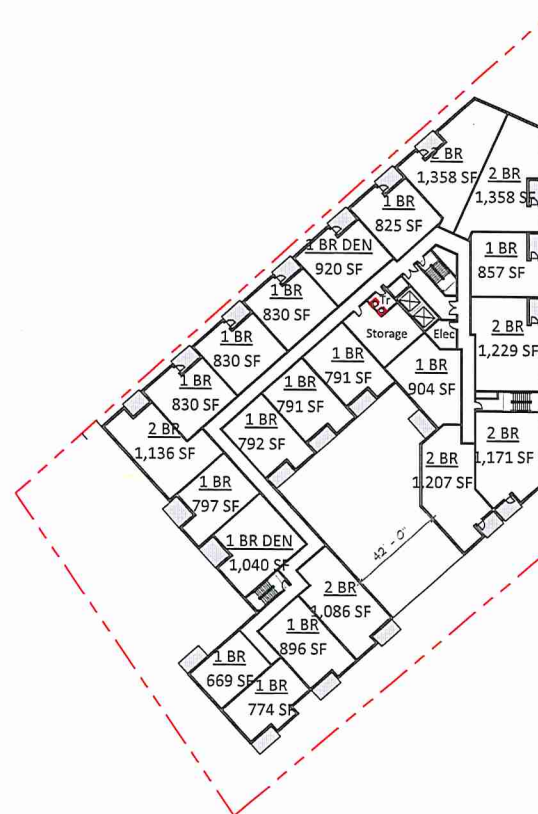 2 BR
1,358 SF
2 BR
1,358 SF
1 BR
825 SF
1 BR DEN
920 SF
1 BR
857 SF
1 BR
830 SF
Tr
Storage
Elec
2 BR
1,229 SF
1 BR
830 SF
1 BR
791 SF
1 BR
904 SF
1 BR
830 SF
1 BR
791 SF
1 BR
792 SF
2 BR
1,136 SF
2 BR
1,171 SF
2 BR
1,207 SF
1 BR
797 SF
42' - 0"
1 BR DEN
1,040 SF
2 BR
1,086 SF
1 BR
896 SF
1 BR
669 SF
1 BR
774 SF